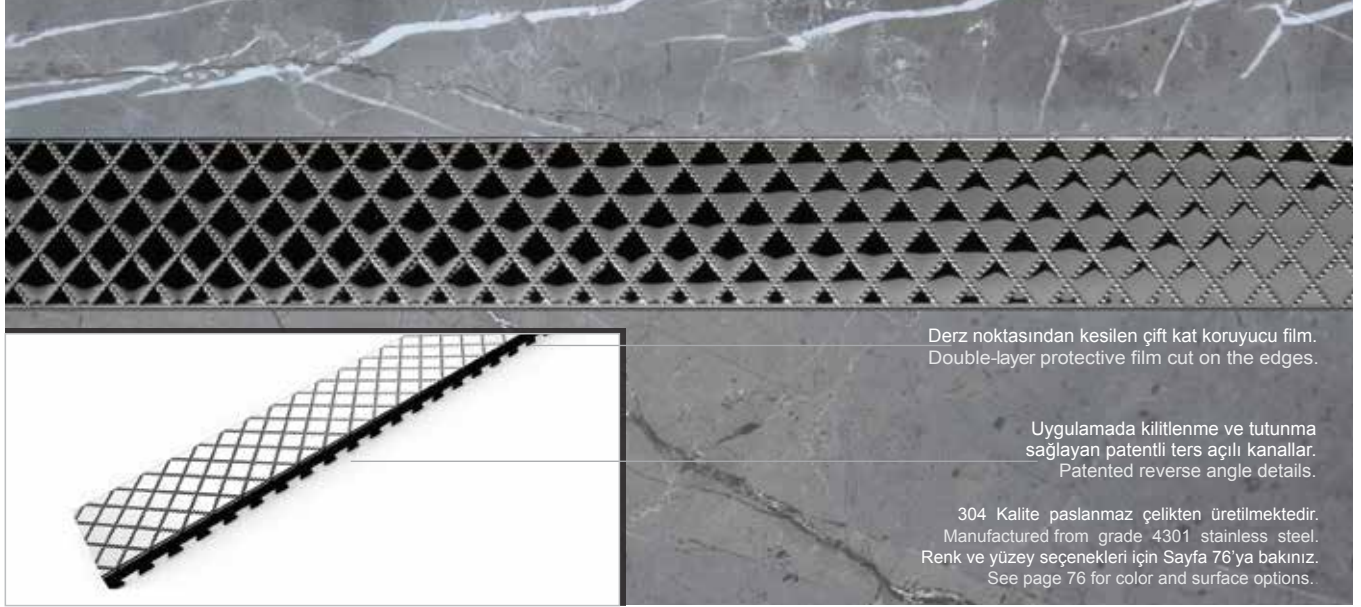 Derz noktasından kesilen çift kat koruyucu film.
Double-layer protective film cut on the edges.
Uygulamada kilitlenme ve tutunma
sağlayan patentli ters açılı kanallar.
Patented reverse angle details.
304 Kalite paslanmaz çelikten üretilmektedir.
Manufactured from grade 4301 stainless steel.
Renk ve yüzey seçenekleri için Sayfa 76'ya bakınız.
See page 76 for color and surface options.